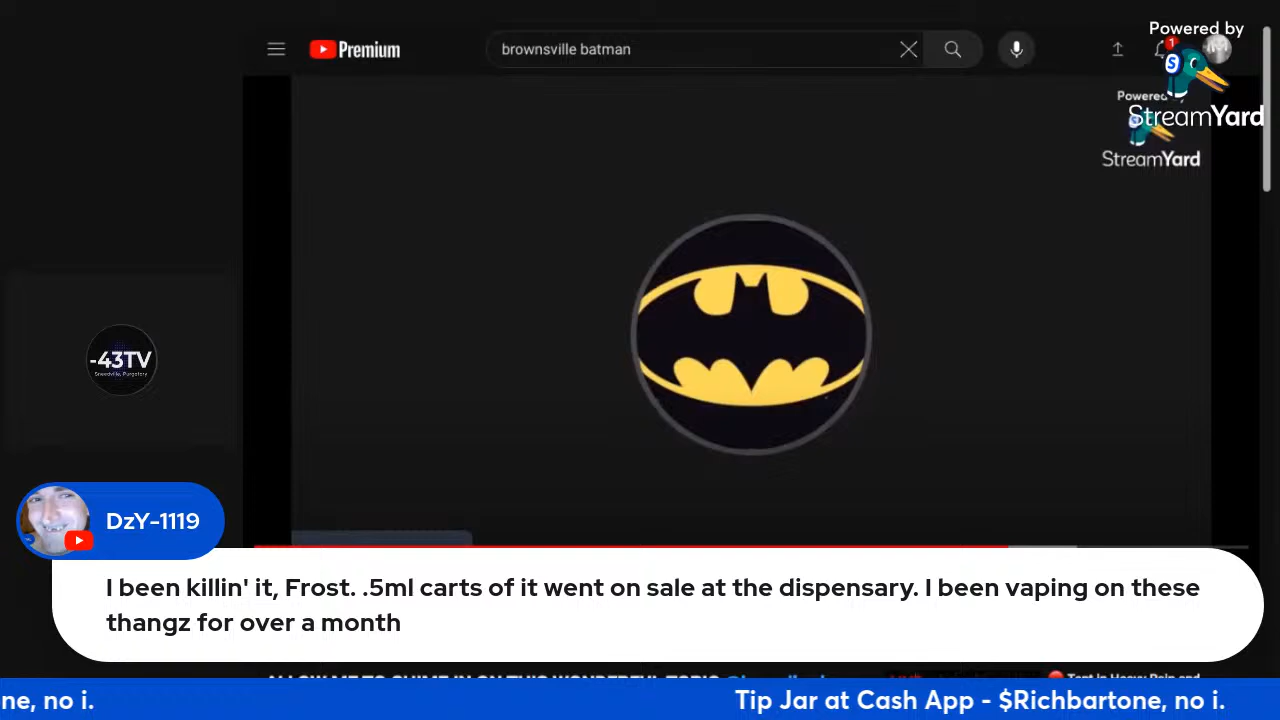 Powered by
Premium
brownsville batman
1
StreamYard
StreamYard
-43TV
DzY-1119
I been killin' it, Frost. .5ml carts of it went on sale at the dispensary. I been vaping on these
thangz for over a month
ne, no i.
Tip Jar at Cash App - $Richbartone, no i.